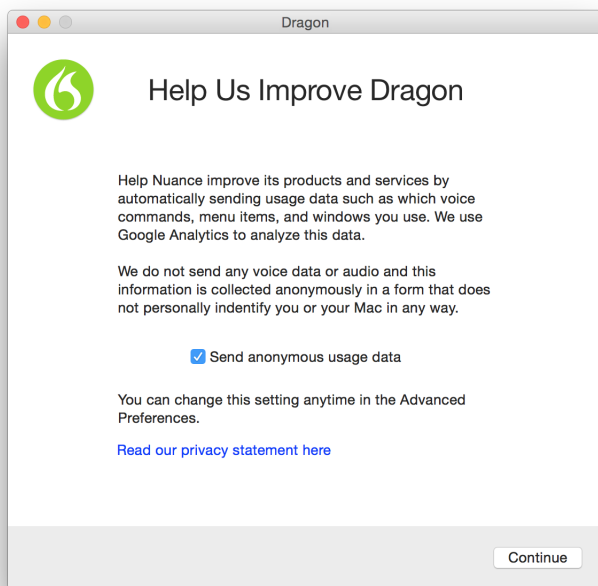 Dragon
Help Us Improve Dragon
Help Nuance improve its products and services by
automatically sending usage data such as which voice
commands, menu items, and windows you use. We use
Google Analytics to analyze this data.
We do not send any voice data or audio and this
information is collected anonymously in a form that does
not personally indentify you or your Mac in any way.
Send anonymous usage data
You can change this setting anytime in the Advanced
Preferences.
Read our privacy statement here
Continue